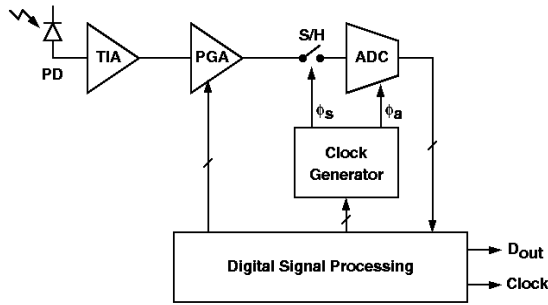 PD
TIA
PGA
S/H
ADC
ϕs
ϕa
Clock
Generator
Digital Signal Processing
Dout
Clock